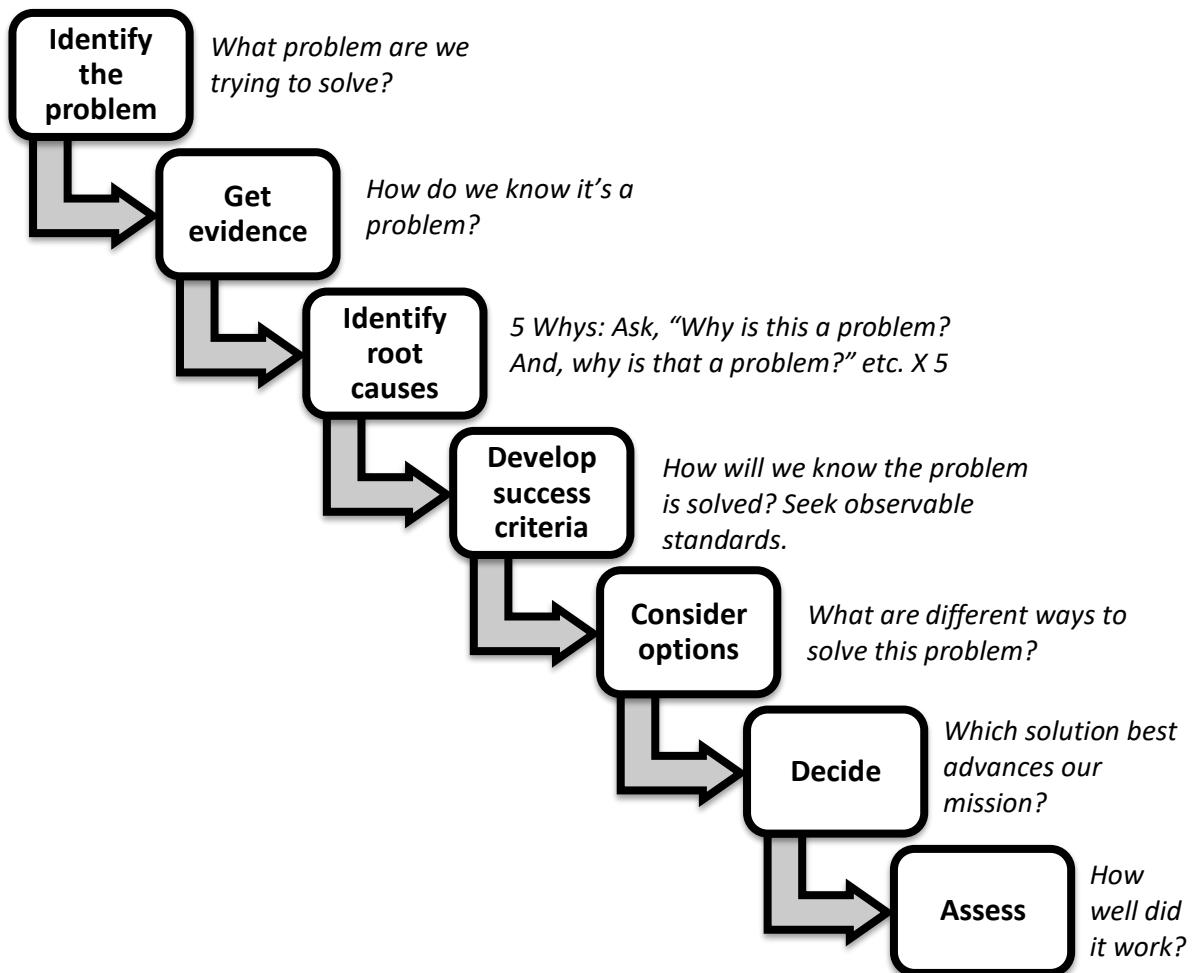 Identify
the
problem
What problem are we
trying to solve?
Get
evidence
How do we know it’s a
problem?
Identify
root
causes
5 Whys: Ask, “Why is this a problem?
And, why is that a problem?” etc. X 5
Develop
success
criteria
How will we know the problem
is solved? Seek observable
standards.
Consider
options
What are different ways to
solve this problem?
Decide
Which solution best
advances our
mission?
Assess
How
well did
it work?